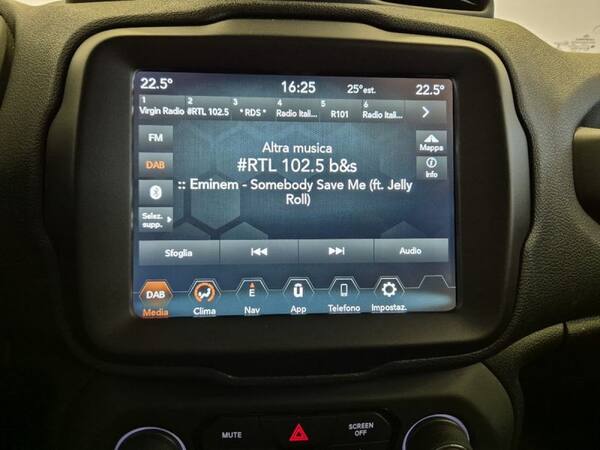 22.5° 16:25 25°est. 22.5°
1 2 3 4 5 6
Virgin Radio #RTL 102.5 * RDS * Radio Itali... R101 Radio Itali...
FM
Altra musica
Mappa
#RTL 102.5 b&s
DAB
Info
:: Eminem - Somebody Save Me (ft. Jelly
Roll)
Selez.
supp.
Sfoglia Audio
DAB E u
Media Clima Nav App Telefono Impostaz.
MUTE SCREEN
OFF